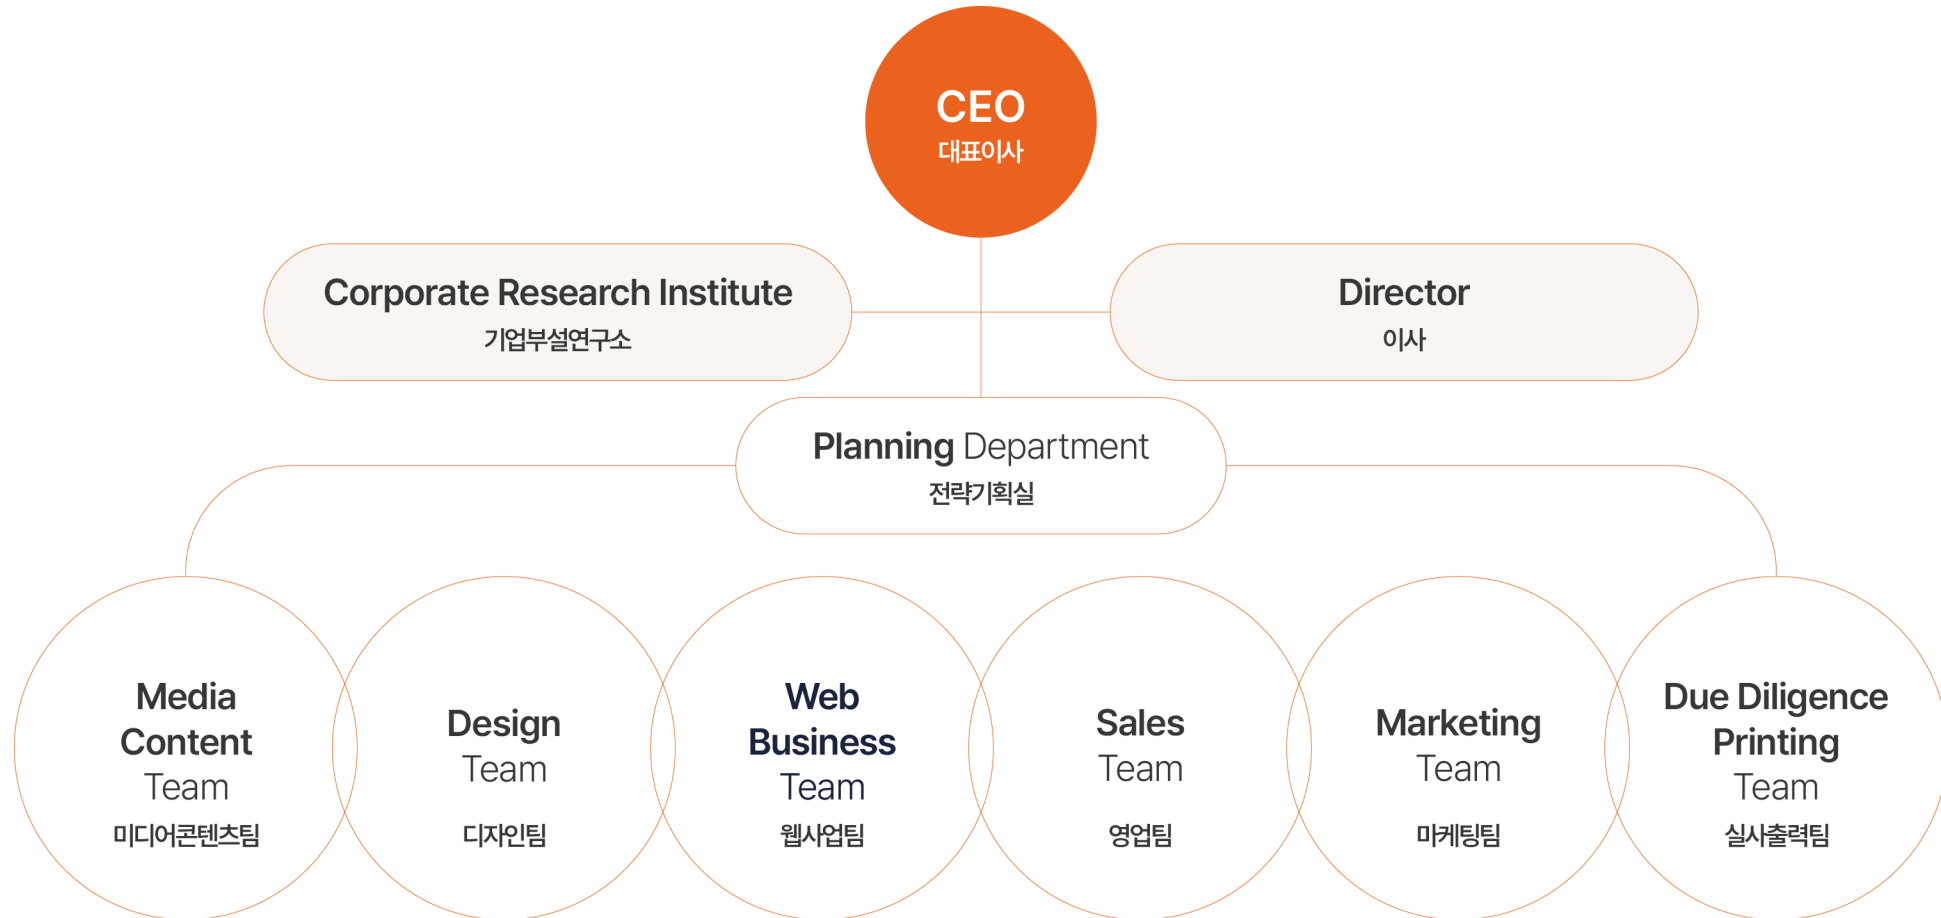 CEO
대표이사
Corporate Research Institute
기업부설연구소
Director
이사
Planning Department
전략기획실
Media
Content
Team
미디어콘텐츠팀
Design
Team
디자인팀
Web
Business
Team
웹사업팀
Sales
Team
영업팀
Marketing
Team
마케팅팀
Due Diligence
Printing
Team
실사출력팀